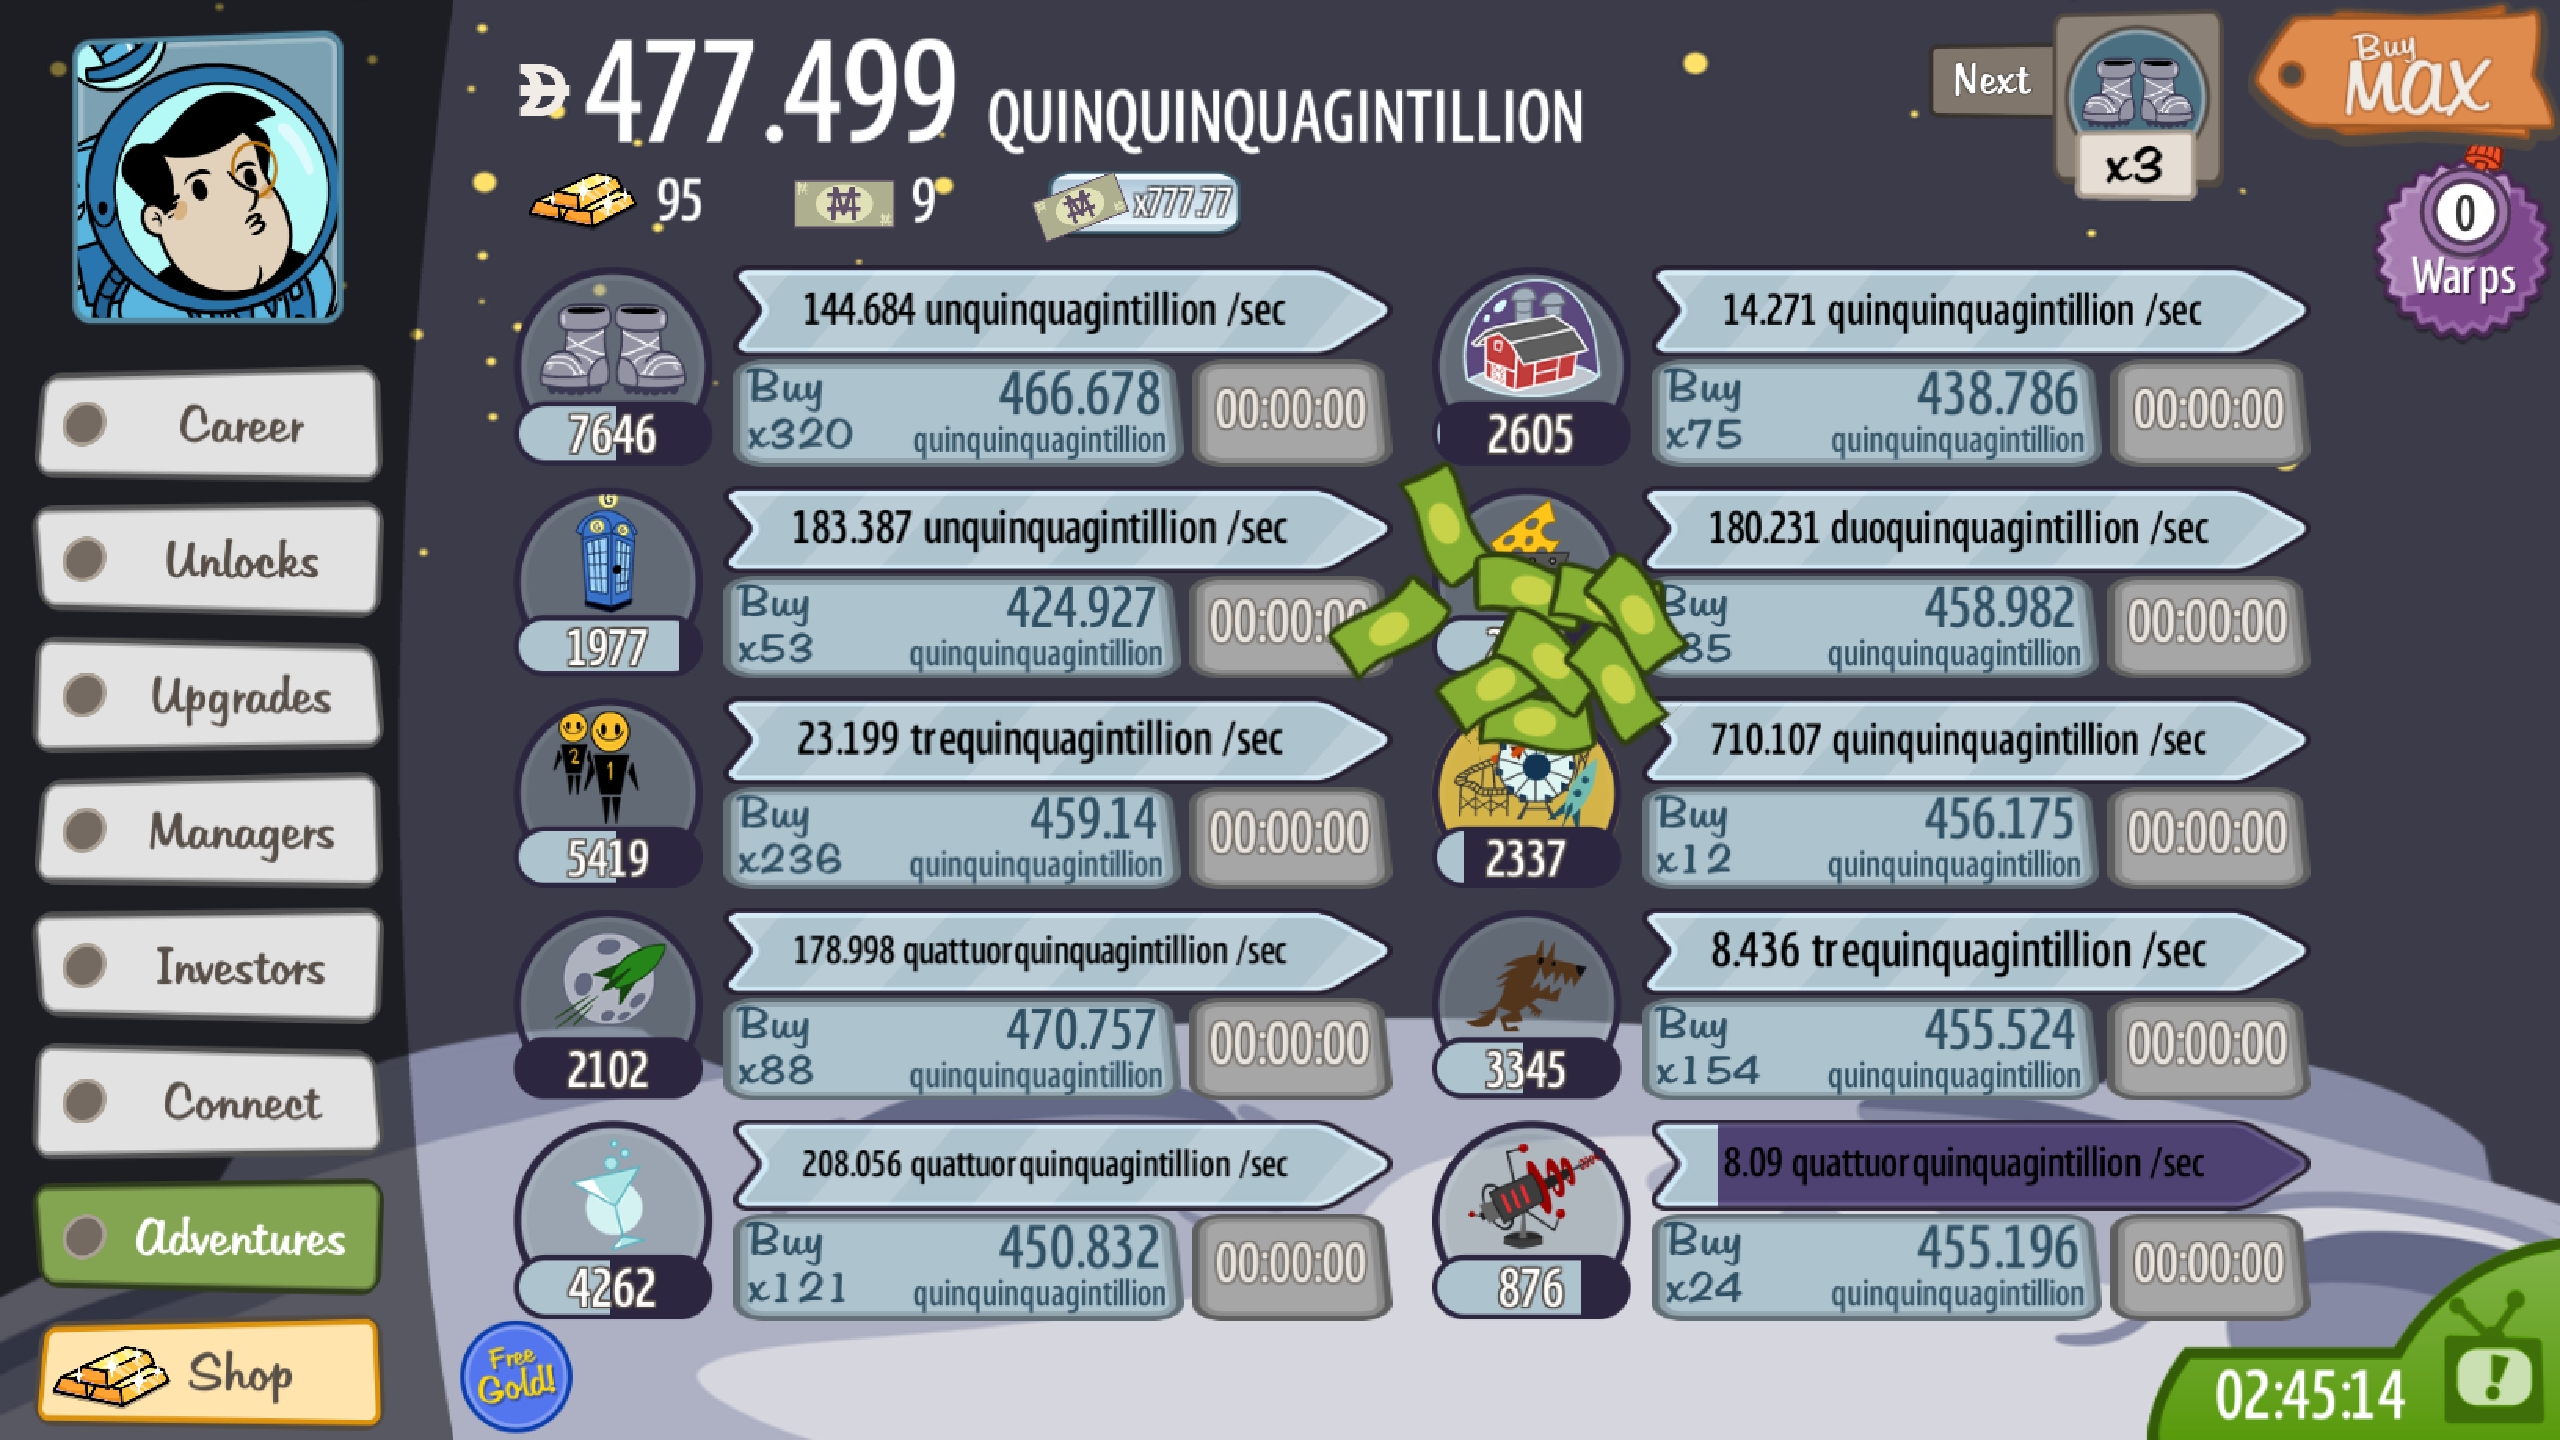 477.499 QUINQUINQUAGINTILLION
Next
x3
Buy
MAX
95
9
x777.77
0
Warps
Career
Unlocks
Upgrades
Managers
Investors
Connect
Adventures
Shop
144.684 unquinquagintillion /sec
7646
Buy
x320
466.678
quinquinquagintillion
00:00:00
14.271 quinquinquagintillion /sec
2605
Buy
x75
438.786
quinquinquagintillion
00:00:00
G
183.387 unquinquagintillion /sec
1977
Buy
x53
424.927
quinquinquagintillion
00:00:00
180.231 duoquinquagintillion /sec
Buy
458.982
quinquinquagintillion
00:00:00
2
1
23.199 trequinquagintillion /sec
5419
Buy
x236
459.14
quinquinquagintillion
00:00:00
710.107 quinquinquagintillion /sec
2337
Buy
x12
456.175
quinquinquagintillion
00:00:00
178.998 quattuorquinquagintillion /sec
2102
Buy
x88
470.757
quinquinquagintillion
00:00:00
8.436 trequinquagintillion /sec
3345
Buy
x154
455.524
quinquinquagintillion
00:00:00
208.056 quattuorquinquagintillion /sec
4262
Buy
x121
450.832
quinquinquagintillion
00:00:00
8.09 quattuorquinquagintillion /sec
876
Buy
x24
455.196
quinquinquagintillion
00:00:00
Free
Gold!
02:45:14
!